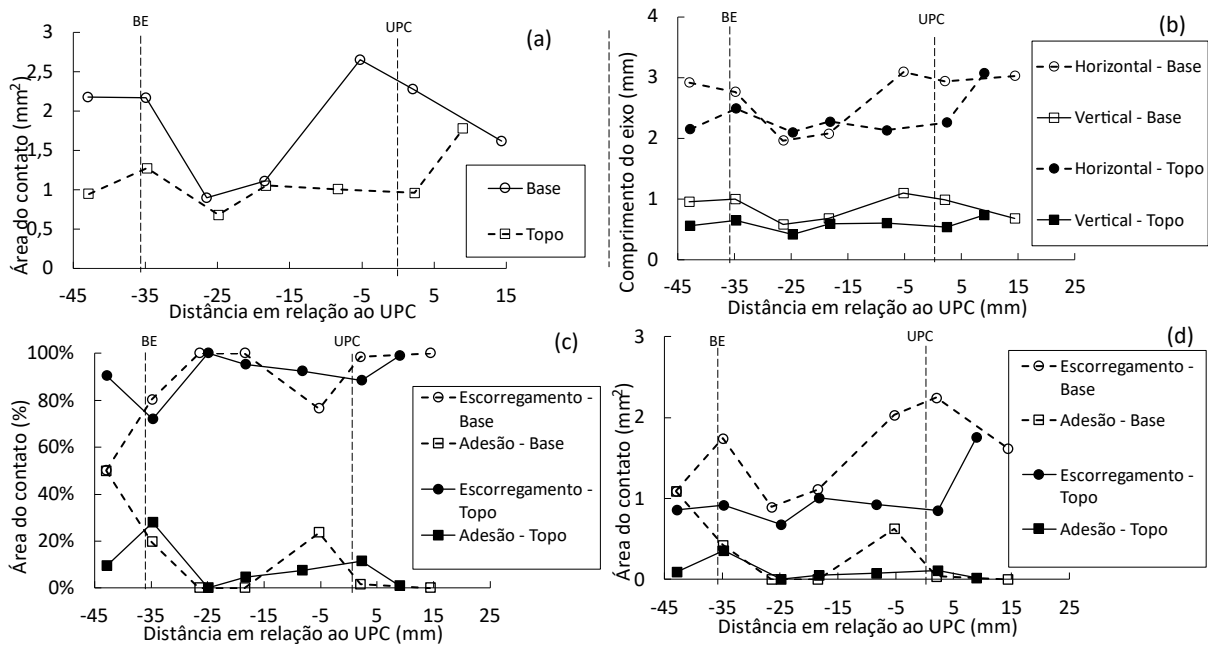 (a)
BE
UPC
Área do contato (mm²)
3
2,5
2
1,5
1
0,5
0
Base
Topo
-45
-35
-25
-15
-5
5
15
Distância em relação ao UPC
(b)
BE
UPC
Comprimento do eixo (mm)
4
3
2
1
0
Horizontal - Base
Vertical - Base
Horizontal - Topo
Vertical - Topo
-45
-35
-25
-15
-5
5
15
25
Distância em relação ao UPC (mm)
(c)
BE
UPC
Área do contato (%)
100%
80%
60%
40%
20%
0%
Escorregamento -
Base
Adesão - Base
Escorregamento -
Topo
Adesão - Topo
-45
-35
-25
-15
-5
5
15
25
Distância em relação ao UPC (mm)
(d)
BE
UPC
Área do contato (mm²)
3
2
1
0
Escorregamento -
Base
Adesão - Base
Escorregamento -
Topo
Adesão - Topo
-45
-35
-25
-15
-5
5
15
25
Distância em relação ao UPC (mm)